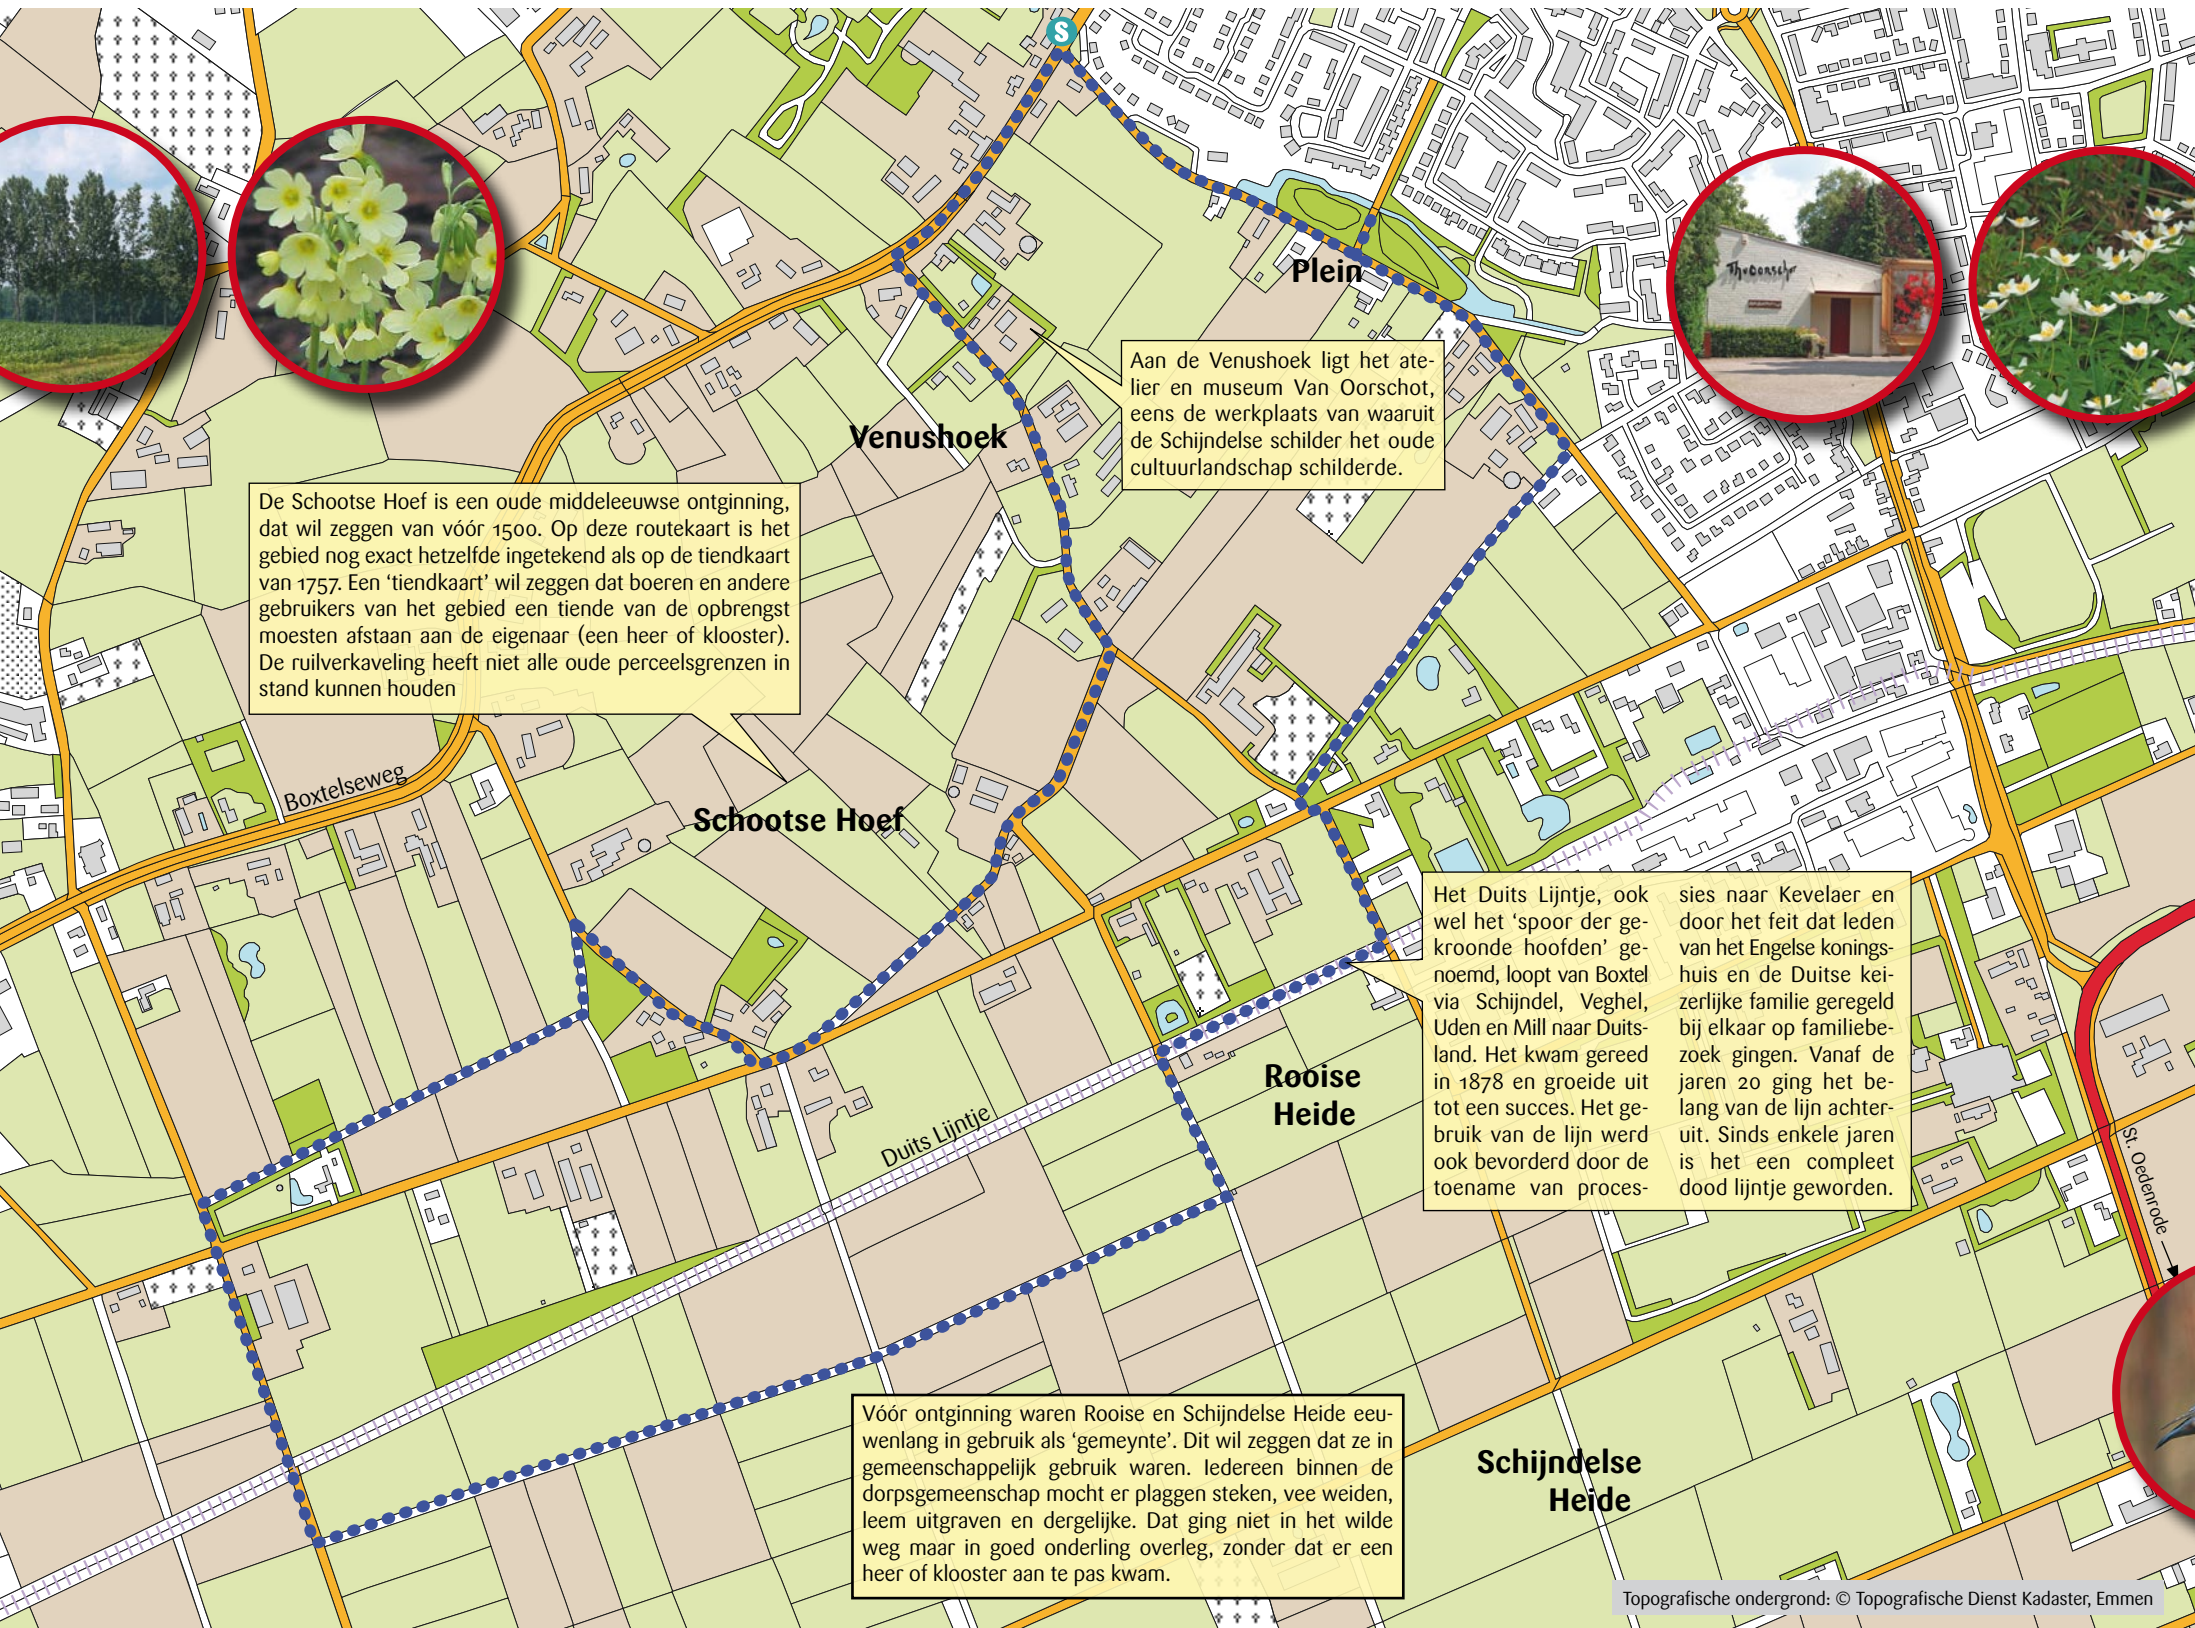 S
Plein
Aan de Venushoek ligt het ate-
lier en museum Van Oorschot,
eens de werkplaats van waaruit
de Schijndelse schilder het oude
cultuurlandschap schilderde.
Venushoek
De Schootse Hoef is een oude middeleeuwse ontginning,
dat wil zeggen van vóór 1500. Op deze routekaart is het
gebied nog exact hetzelfde ingetekend als op de tiendkaart
van 1757. Een ‘tiendkaart’ wil zeggen dat boeren en andere
gebruikers van het gebied een tiende van de opbrengst
moesten afstaan aan de eigenaar (een heer of klooster).
De ruilverkaveling heeft niet alle oude perceelsgrenzen in
stand kunnen houden
Boxtelseweg
Schootse Hoef
Het Duits Lijntje, ook
wel het ‘spoor der ge-
kroonde hoofden’ ge-
noemd, loopt van Boxtel
via Schijndel, Veghel,
Uden en Mill naar Duits-
land. Het kwam gereed
in 1878 en groeide uit
tot een succes. Het ge-
bruik van de lijn werd
ook bevorderd door de
toename van proces-
sies naar Kevelaer en
door het feit dat leden
van het Engelse konings-
huis en de Duitse kei-
zerlijke familie geregeld
bij elkaar op familiebe-
zoek gingen. Vanaf de
jaren 20 ging het be-
lang van de lijn achter-
uit. Sinds enkele jaren
is het een compleet
dood lijntje geworden.
Rooise
Heide
Duits Lijntje
St. Oedenrode
Vóór ontginning waren Rooise en Schijndelse Heide eeu-
wenlang in gebruik als ‘gemeynte’. Dit wil zeggen dat ze in
gemeenschappelijk gebruik waren. Iedereen binnen de
dorpsgemeenschap mocht er plaggen steken, vee weiden,
leem uitgraven en dergelijke. Dat ging niet in het wilde
weg maar in goed onderling overleg, zonder dat er een
heer of klooster aan te pas kwam.
Schijndelse
Heide
Topografische ondergrond: © Topografische Dienst Kadaster, Emmen